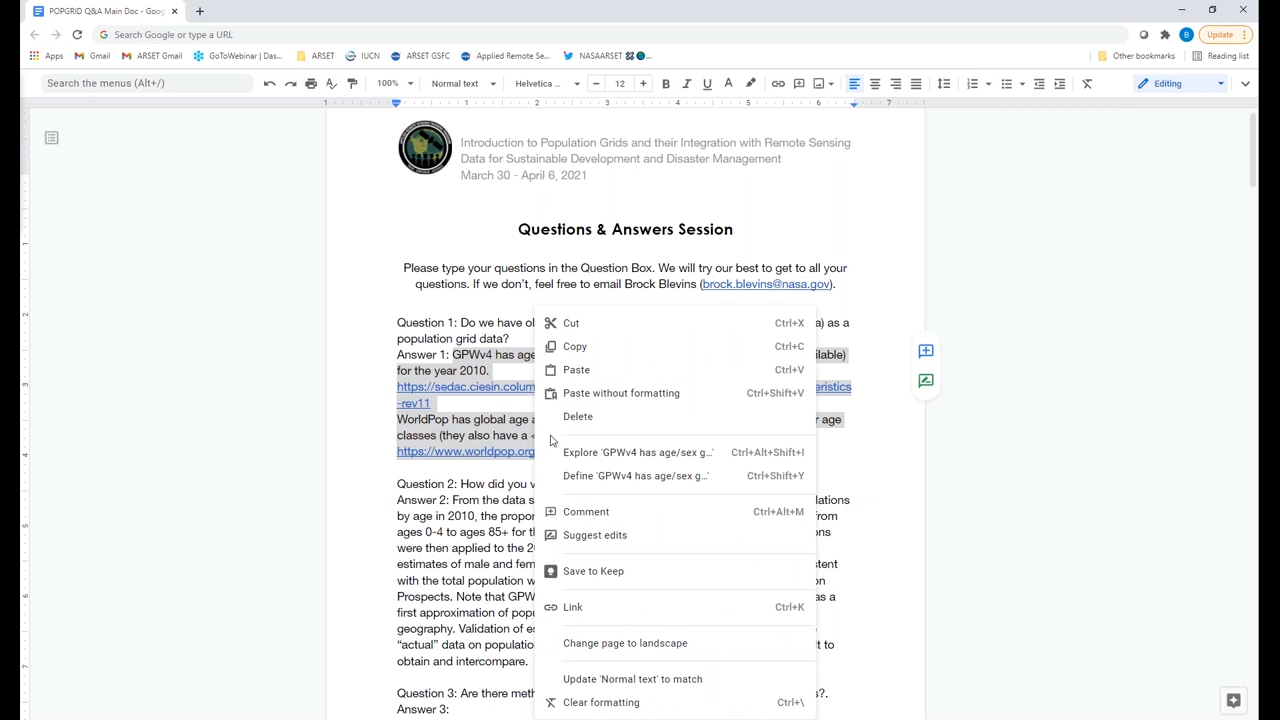 POPGRID Q&A Main Doc - Goog
Search Google or type a URL
Update
Apps Gmail ARSET Gmail GoToWebinar | Das... ARSET IUCN ARSET GSFC Applied Remote Se... NASAARSET Other bookmarks Reading list
Search the menus (Alt+/) 100% Normal text Helvetica ... 12 Editing
1 1 2 3 4 5 6 7
Introduction to Population Grids and their Integration with Remote Sensing
Data for Sustainable Development and Disaster Management
March 30 - April 6, 2021
Questions & Answers Session
Please type your questions in the Question Box. We will try our best to get to all your
questions. If we don't, feel free to email Brock Blevins (brock.blevins@nasa.gov).
Question 1: Do we have a) as a
population grid data?
Answer 1: GPWv4 has age
for the year 2010.
https://sedac.ciesin.colum
-rev11
WorldPop has global age age
classes (they also have a <
https://www.worldpop.org
Question 2: How did you v
Answer 2: From the data s
by age in 2010, the propor from
ages 0-4 to ages 85+ for th
were then applied to the 2
estimates of male and fem
with the total population w on
Prospects. Note that GPW as a
first approximation of popu
geography. Validation of es
"actual" data on population t to
obtain and intercompare.
Question 3: Are there meth s?.
Answer 3:
Cut Ctrl+X
Copy Ctrl+C
Paste Ctrl+V
Paste without formatting Ctrl+Shift+V
Delete
Explore 'GPWv4 has age/sex g...' Ctrl+Alt+Shift+I
Define 'GPWv4 has age/sex g...' Ctrl+Shift+Y
Comment Ctrl+Alt+M
Suggest edits
Save to Keep
Link Ctrl+K
Change page to landscape
Update 'Normal text' to match
Clear formatting Ctrl+\